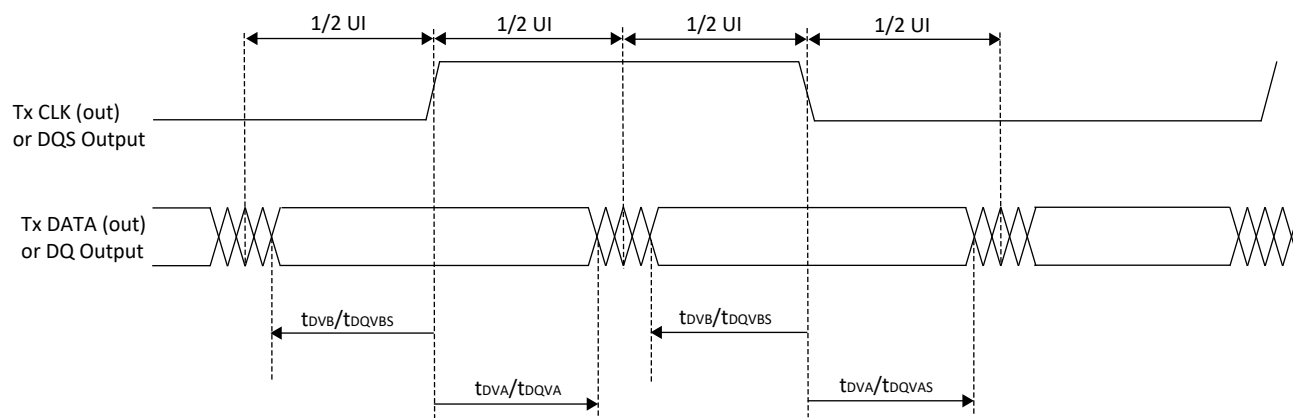 1/2 UI
1/2 UI
1/2 UI
1/2 UI
Tx CLK (out)
or DQS Output
Tx DATA (out)
or DQ Output
tDVB/tDQVBS
tDVB/tDQVBS
tDVA/tDQVA
tDVA/tDQVAS